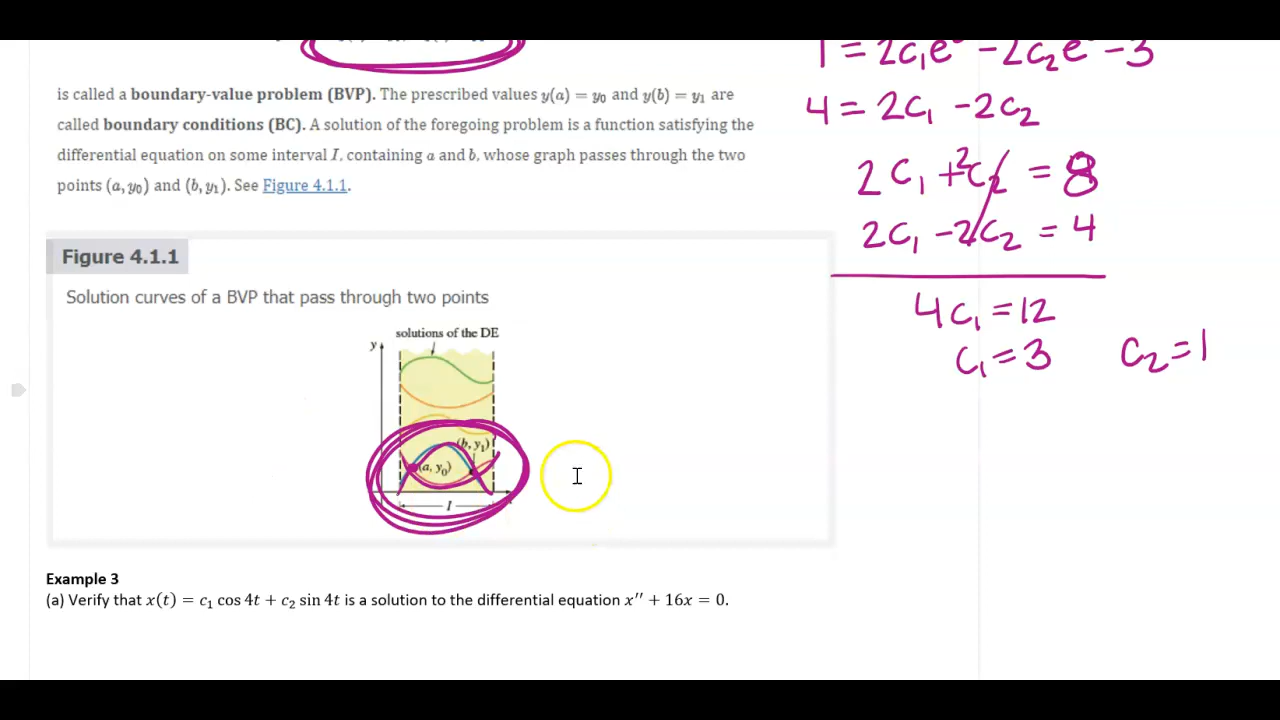 is called a boundary-value problem (BVP). The prescribed values y(a) = y₀ and y(b) = y₁ are
called boundary conditions (BC). A solution of the foregoing problem is a function satisfying the
differential equation on some interval I, containing a and b, whose graph passes through the two
points (a, y₀) and (b, y₁). See Figure 4.1.1.
Figure 4.1.1
Solution curves of a BVP that pass through two points
solutions of the DE
y
(b, y₁)
(a, y₀)
I
Example 3
(a) Verify that x(t) = c₁ cos 4t + c₂ sin 4t is a solution to the differential equation x″ + 16x = 0.
1 = 2c₁e - 2c₂e - 3
4 = 2c₁ - 2c₂
2c₁ + 2c₂ = 8
2c₁ - 2c₂ = 4
4c₁ = 12
c₁ = 3 c₂ = 1